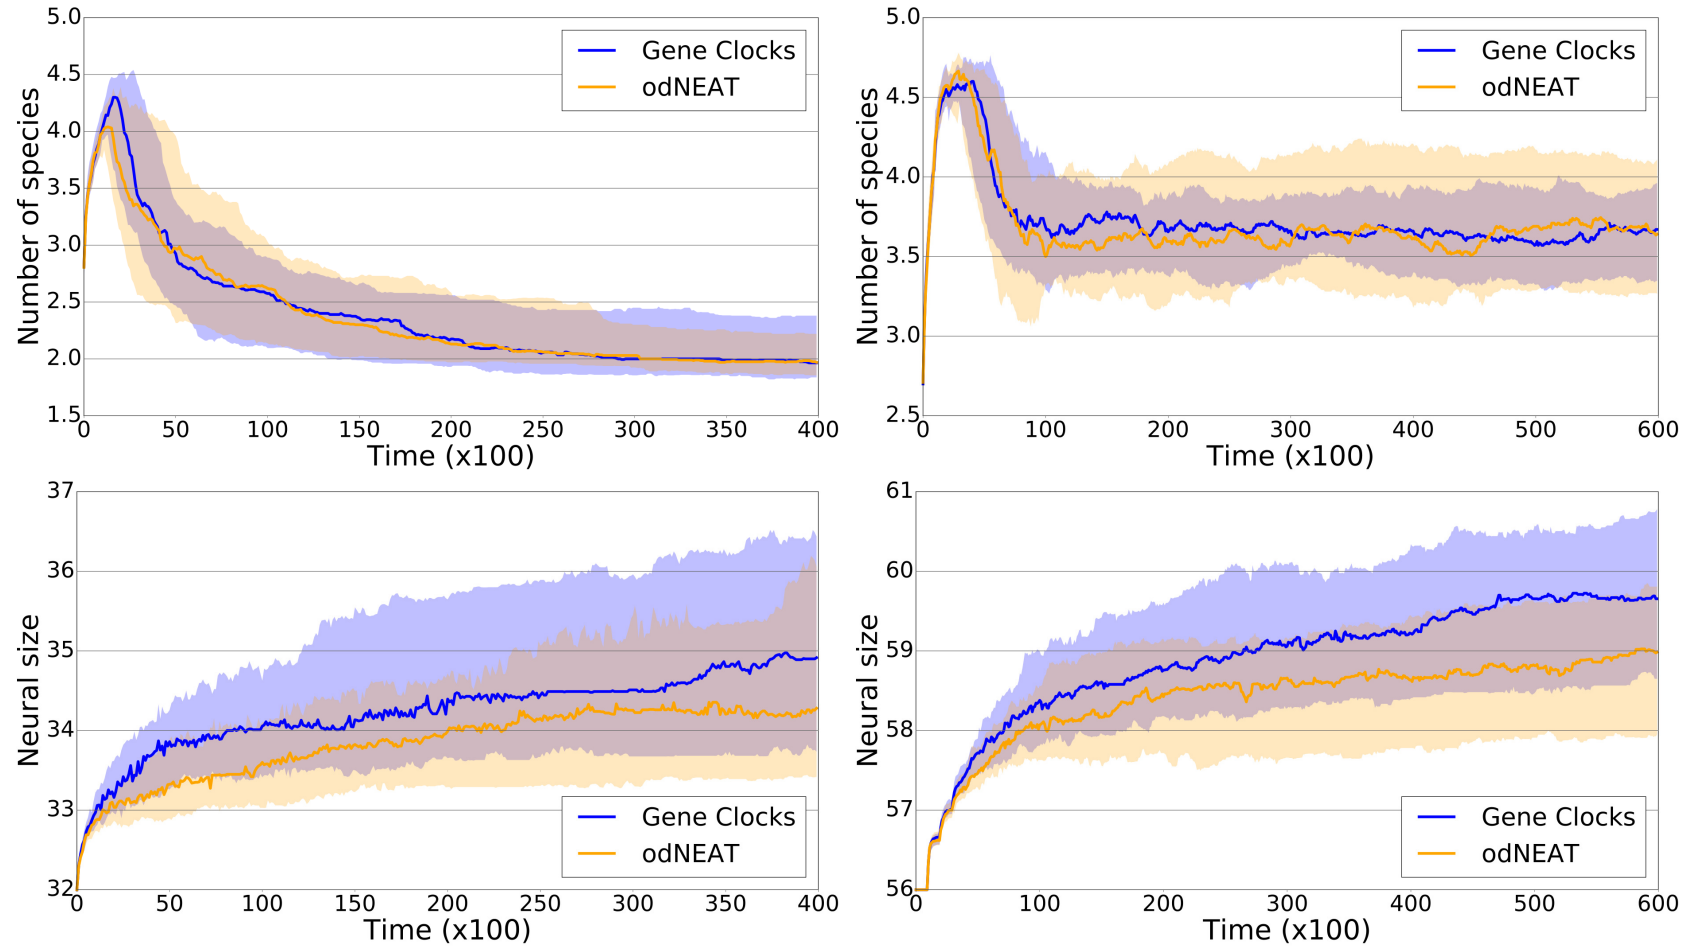 5.0
4.5
4.0
3.5
3.0
2.5
2.0
1.5
Number of species
Gene Clocks
odNEAT
0 50 100 150 200 250 300 350 400
Time (x100)
5.0
4.5
4.0
3.5
3.0
2.5
Number of species
Gene Clocks
odNEAT
0 100 200 300 400 500 600
Time (x100)
37
36
35
34
33
32
Neural size
Gene Clocks
odNEAT
0 50 100 150 200 250 300 350 400
Time (x100)
61
60
59
58
57
56
Neural size
Gene Clocks
odNEAT
0 100 200 300 400 500 600
Time (x100)